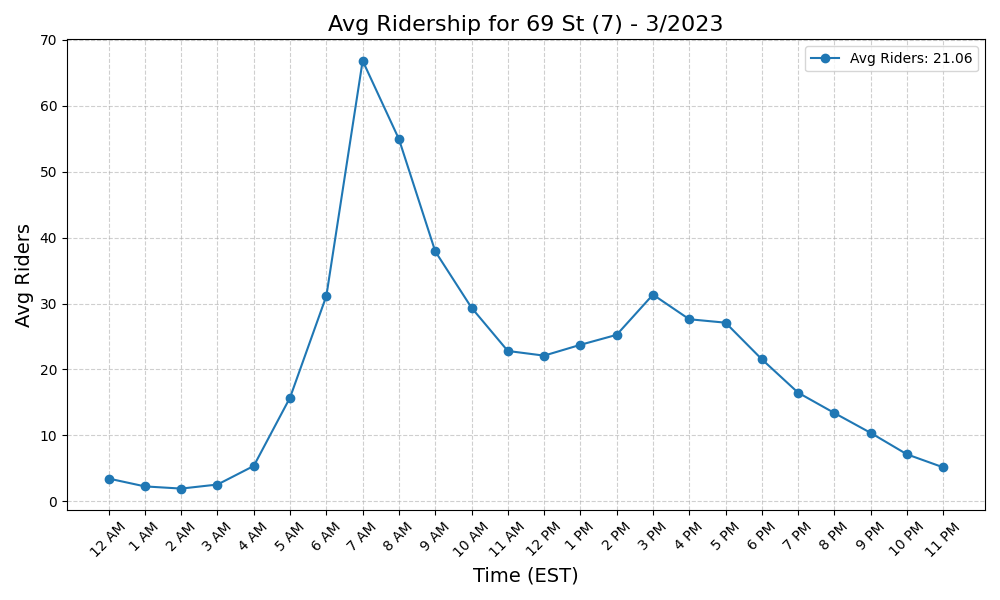 Avg Ridership for 69 St (7) - 3/2023
Avg Riders: 21.06
Avg Riders
70
60
50
40
30
20
10
0
12 AM
1 AM
2 AM
3 AM
4 AM
5 AM
6 AM
7 AM
8 AM
9 AM
10 AM
11 AM
12 PM
1 PM
2 PM
3 PM
4 PM
5 PM
6 PM
7 PM
8 PM
9 PM
10 PM
11 PM
Time (EST)